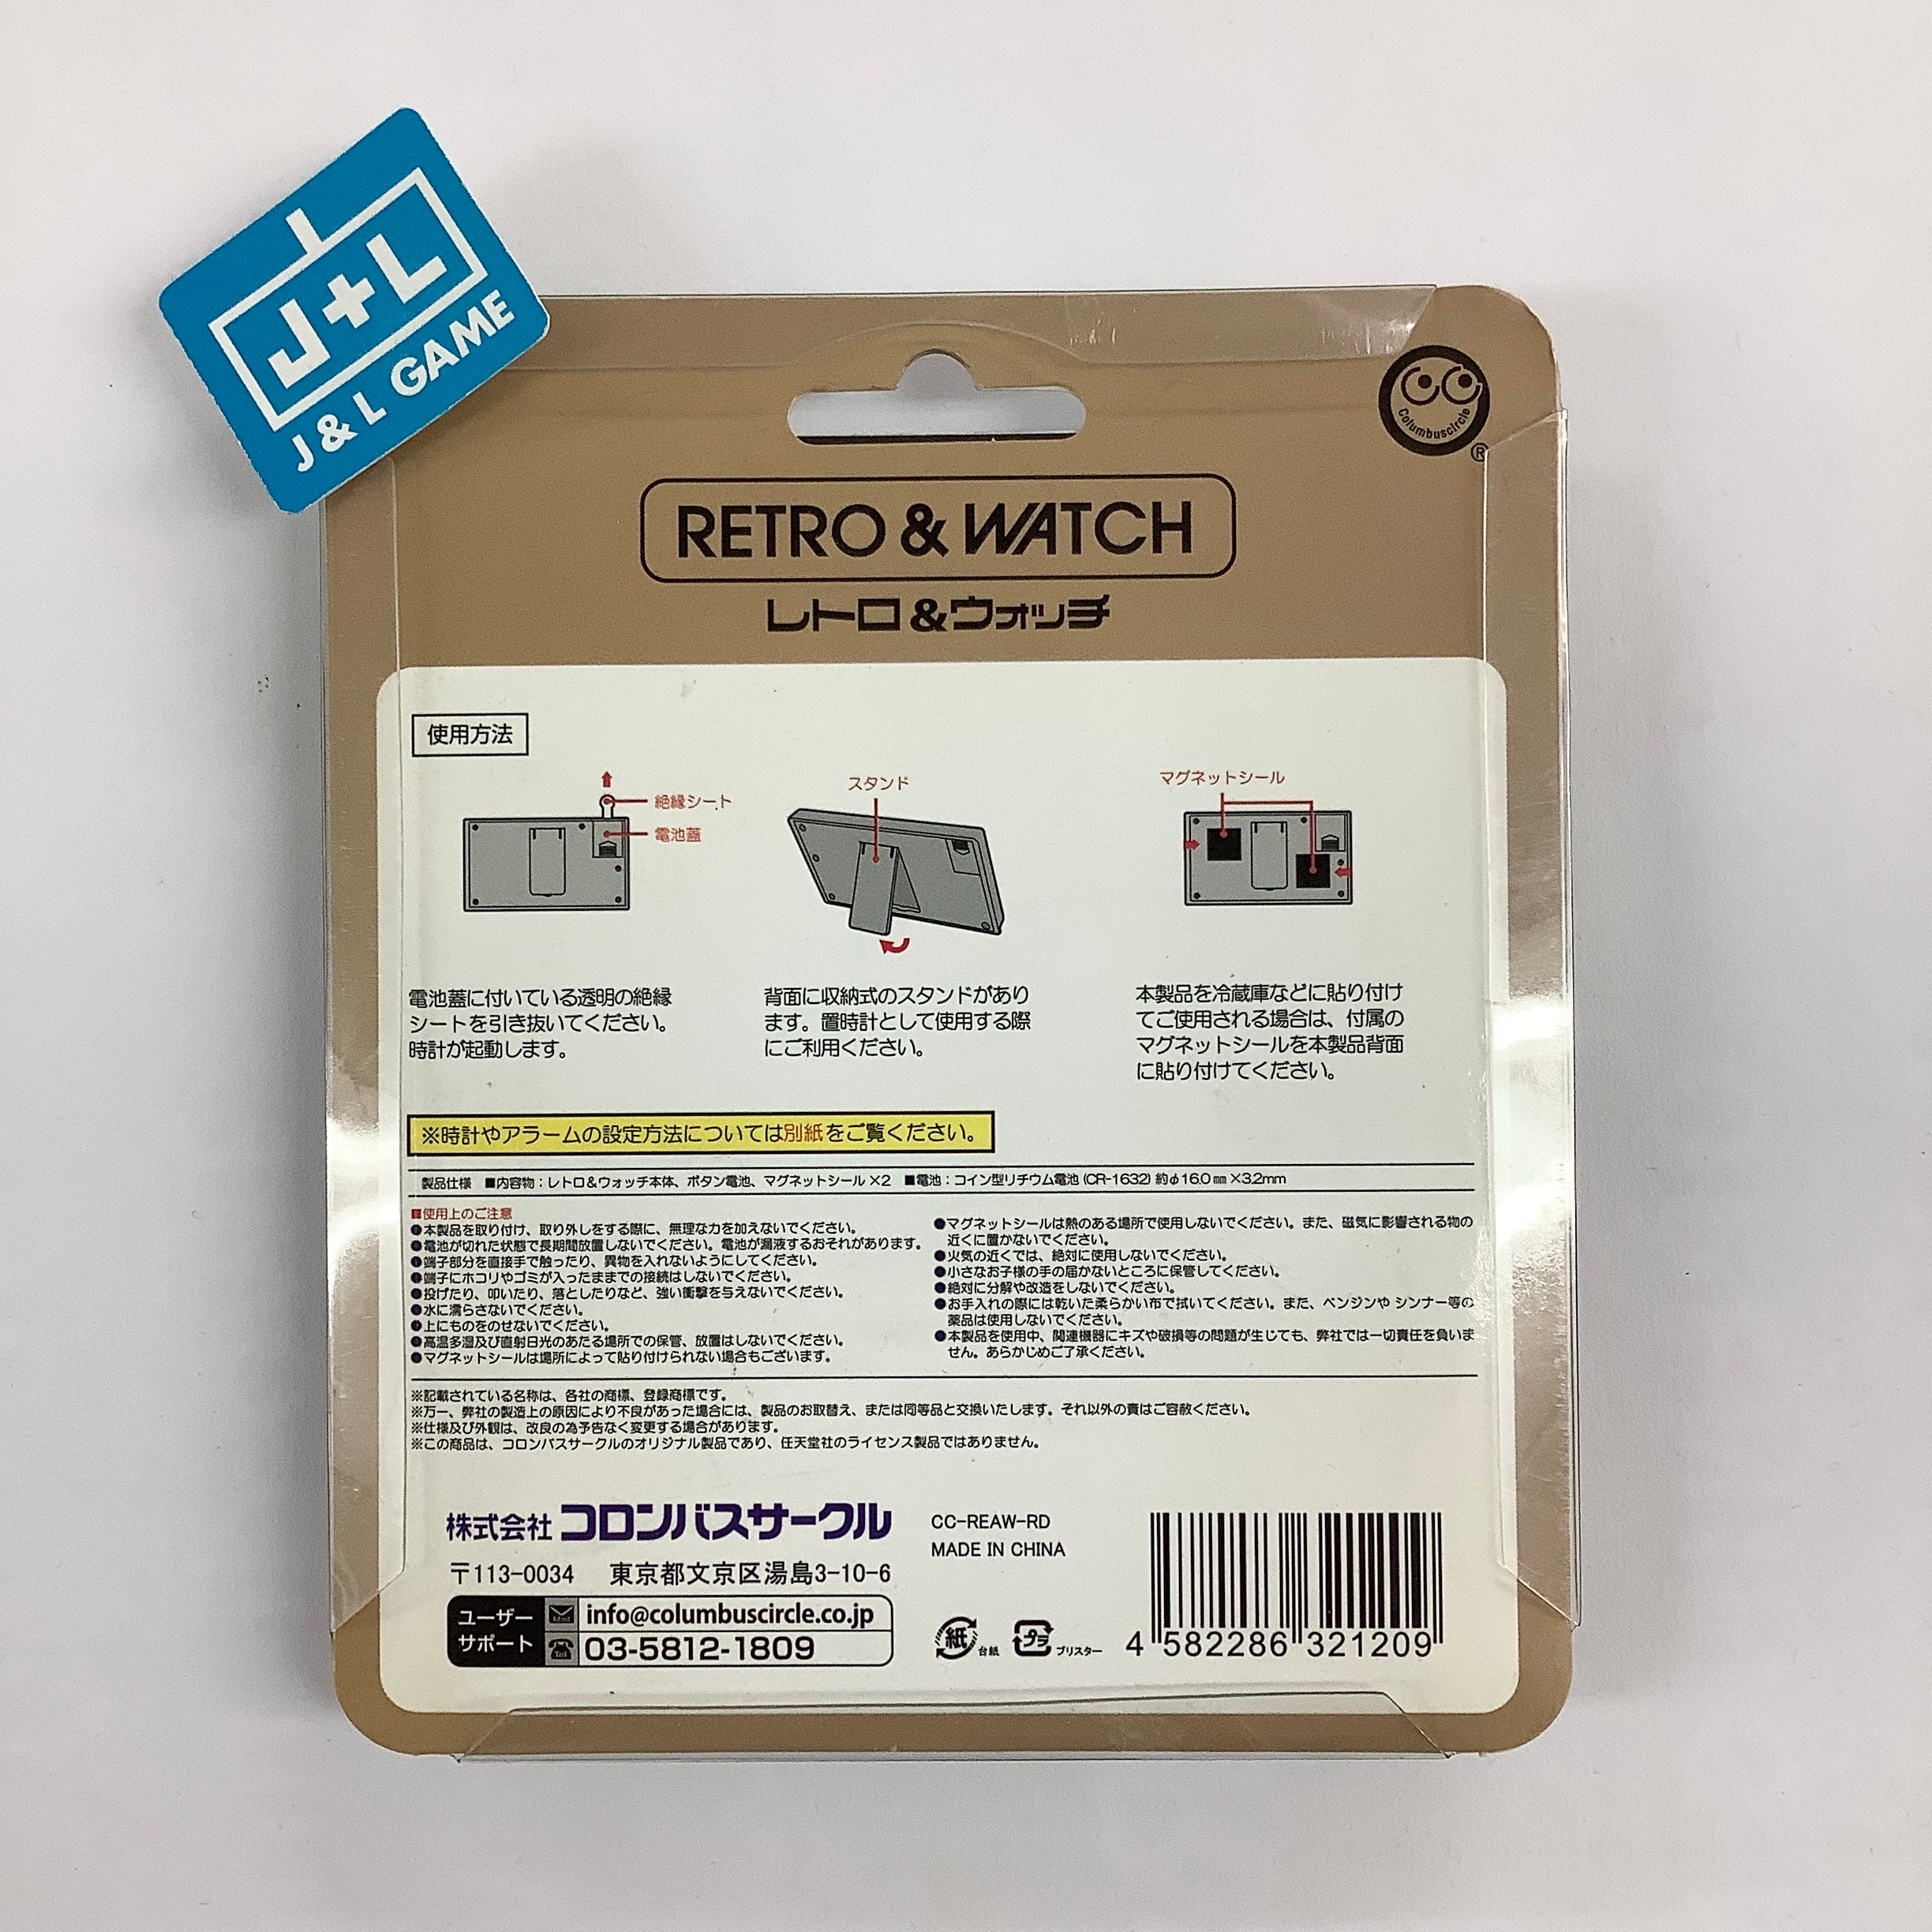 J+L
J & L GAME
Columbuscircle
®
RETRO & WATCH
レトロ&ウォッチ
使用方法
絶縁シート
電池蓋
スタンド
マグネットシール
電池蓋に付いている透明の絶縁
シートを引き抜いてください。
時計が起動します。
背面に収納式のスタンドがあり
ます。置時計として使用する際
にご利用ください。
本製品を冷蔵庫などに貼り付け
てご使用される場合は、付属の
マグネットシールを本製品背面
に貼り付けてください。
※時計やアラームの設定方法については別紙をご覧ください。
製品仕様 ■内容物：レトロ&ウォッチ本体、ボタン電池、マグネットシール ×2 ■電池：コイン型リチウム電池 (CR-1632) 約φ16.0㎜ ×3.2mm
■使用上のご注意
●本製品を取り付け、取り外しをする際に、無理な力を加えないでください。
●電池が切れた状態で長期間放置しないでください。電池が漏液するおそれがあります。
●端子部分を直接手で触ったり、異物を入れないようにしてください。
●端子にホコリやゴミが入ったままでの接続はしないでください。
●投げたり、叩いたり、落としたりなど、強い衝撃を与えないでください。
●水に濡らさないでください。
●上にものをのせないでください。
●高温多湿及び直射日光のあたる場所での保管、放置はしないでください。
●マグネットシールは場所によって貼り付けられない場合もございます。
●マグネットシールは熱のある場所で使用しないでください。また、磁気に影響される物の
近くに置かないでください。
●火気の近くでは、絶対に使用しないでください。
●小さなお子様の手の届かないところに保管してください。
●絶対に分解や改造をしないでください。
●お手入れの際には乾いた柔らかい布で拭いてください。また、ベンジンや シンナー等の
薬品は使用しないでください。
●本製品を使用中、関連機器にキズや破損等の問題が生じても、弊社では一切責任を負いま
せん。あらかじめご了承ください。
※記載されている名称は、各社の商標、登録商標です。
※万一、弊社の製造上の原因により不良があった場合には、製品のお取替え、または同等品と交換いたします。それ以外の責はご容赦ください。
※仕様及び外観は、改良の為予告なく変更する場合があります。
※この商品は、コロンバスサークルのオリジナル製品であり、任天堂社のライセンス製品ではありません。
株式会社 コロンバスサークル
〒113-0034 東京都文京区湯島3-10-6
ユーザー
サポート
Mail
info@columbuscircle.co.jp
Tel
03-5812-1809
CC-REAW-RD
MADE IN CHINA
紙 台紙 プラ ブリスター
4 582286 321209